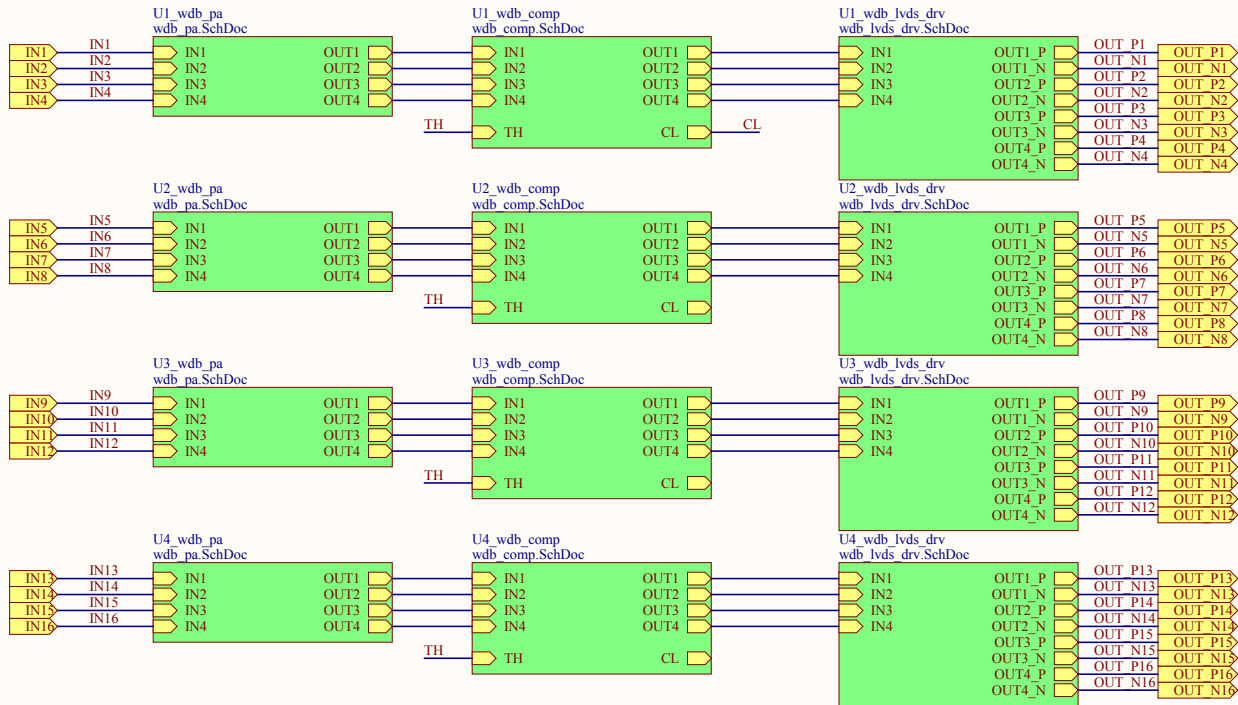 U1_wdb_pa U1_wdb_comp U1_wdb_lvds_drv
wdb_pa.SchDoc wdb_comp.SchDoc wdb_lvds_drv.SchDoc
IN1 IN1 IN1 OUT1 IN1 OUT1 IN1 OUT1_P OUT_P1 OUT_P1
IN2 IN2 IN2 OUT2 IN2 OUT2 IN2 OUT1_N OUT_N1 OUT_N1
IN3 IN3 IN3 OUT3 IN3 OUT3 IN3 OUT2_P OUT_P2 OUT_P2
IN4 IN4 IN4 OUT4 IN4 OUT4 IN4 OUT2_N OUT_N2 OUT_N2
OUT3_P OUT_P3 OUT_P3
TH TH CL CL OUT3_N OUT_N3 OUT_N3
OUT4_P OUT_P4 OUT_P4
OUT4_N OUT_N4 OUT_N4
U2_wdb_pa U2_wdb_comp U2_wdb_lvds_drv
wdb_pa.SchDoc wdb_comp.SchDoc wdb_lvds_drv.SchDoc
IN5 IN5 IN1 OUT1 IN1 OUT1 IN1 OUT1_P OUT_P5 OUT_P5
IN6 IN6 IN2 OUT2 IN2 OUT2 IN2 OUT1_N OUT_N5 OUT_N5
IN7 IN7 IN3 OUT3 IN3 OUT3 IN3 OUT2_P OUT_P6 OUT_P6
IN8 IN8 IN4 OUT4 IN4 OUT4 IN4 OUT2_N OUT_N6 OUT_N6
OUT3_P OUT_P7 OUT_P7
TH TH CL OUT3_N OUT_N7 OUT_N7
OUT4_P OUT_P8 OUT_P8
OUT4_N OUT_N8 OUT_N8
U3_wdb_pa U3_wdb_comp U3_wdb_lvds_drv
wdb_pa.SchDoc wdb_comp.SchDoc wdb_lvds_drv.SchDoc
IN9 IN9 IN1 OUT1 IN1 OUT1 IN1 OUT1_P OUT_P9 OUT_P9
IN10 IN10 IN2 OUT2 IN2 OUT2 IN2 OUT1_N OUT_N9 OUT_N9
IN11 IN11 IN3 OUT3 IN3 OUT3 IN3 OUT2_P OUT_P10 OUT_P10
IN12 IN12 IN4 OUT4 IN4 OUT4 IN4 OUT2_N OUT_N10 OUT_N10
OUT3_P OUT_P11 OUT_P11
TH TH CL OUT3_N OUT_N11 OUT_N11
OUT4_P OUT_P12 OUT_P12
OUT4_N OUT_N12 OUT_N12
U4_wdb_pa U4_wdb_comp U4_wdb_lvds_drv
wdb_pa.SchDoc wdb_comp.SchDoc wdb_lvds_drv.SchDoc
IN13 IN13 IN1 OUT1 IN1 OUT1 IN1 OUT1_P OUT_P13 OUT_P13
IN14 IN14 IN2 OUT2 IN2 OUT2 IN2 OUT1_N OUT_N13 OUT_N13
IN15 IN15 IN3 OUT3 IN3 OUT3 IN3 OUT2_P OUT_P14 OUT_P14
IN16 IN16 IN4 OUT4 IN4 OUT4 IN4 OUT2_N OUT_N14 OUT_N14
OUT3_P OUT_P15 OUT_P15
TH TH CL OUT3_N OUT_N15 OUT_N15
OUT4_P OUT_P16 OUT_P16
OUT4_N OUT_N16 OUT_N16